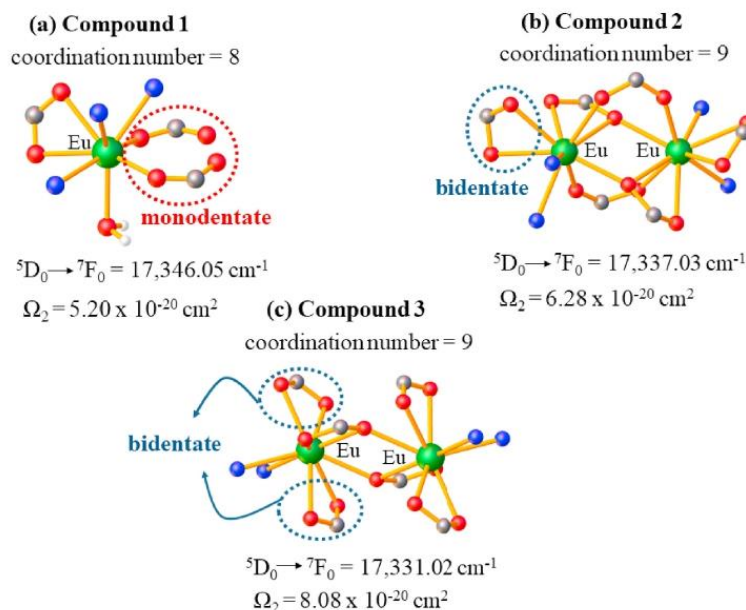 (a) Compound 1
coordination number = 8
Eu
monodentate
⁵D₀ → ⁷F₀ = 17,346.05 cm⁻¹
Ω₂ = 5.20 x 10⁻²⁰ cm²
(b) Compound 2
coordination number = 9
Eu Eu
bidentate
⁵D₀ → ⁷F₀ = 17,337.03 cm⁻¹
Ω₂ = 6.28 x 10⁻²⁰ cm²
(c) Compound 3
coordination number = 9
bidentate
Eu Eu
⁵D₀ → ⁷F₀ = 17,331.02 cm⁻¹
Ω₂ = 8.08 x 10⁻²⁰ cm²